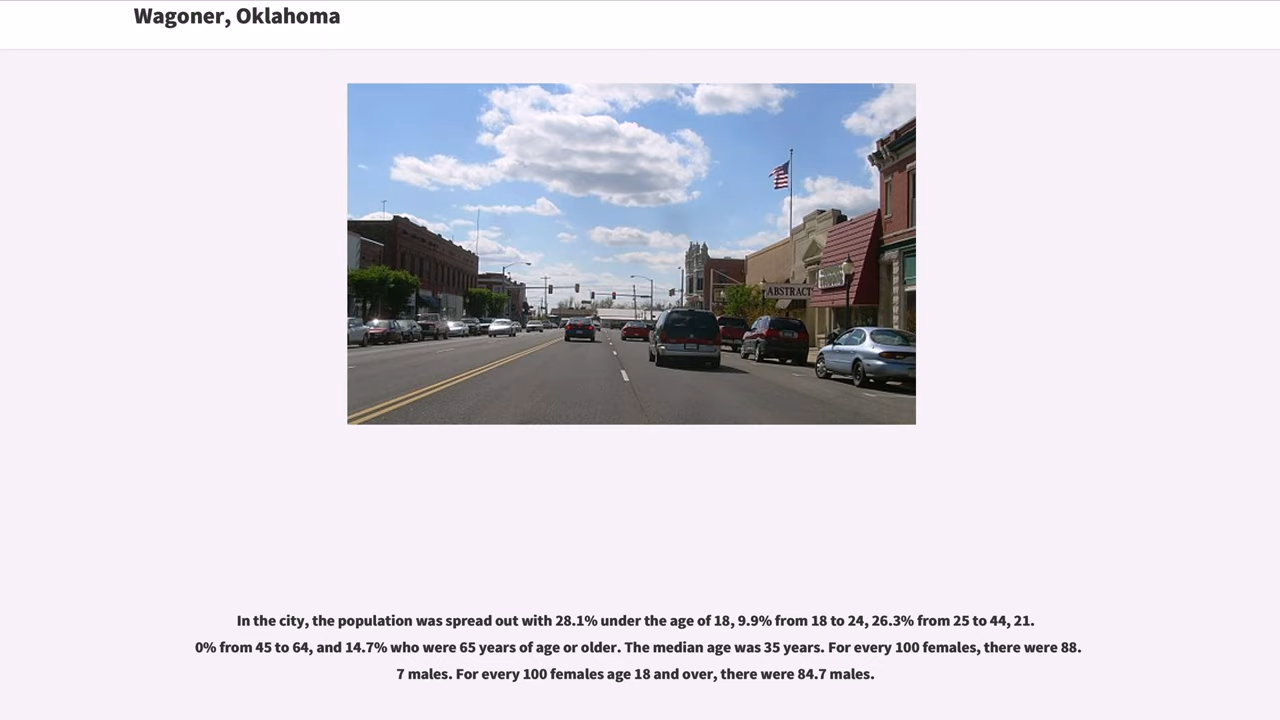 Wagoner, Oklahoma
ABSTRACT
In the city, the population was spread out with 28.1% under the age of 18, 9.9% from 18 to 24, 26.3% from 25 to 44, 21.
0% from 45 to 64, and 14.7% who were 65 years of age or older. The median age was 35 years. For every 100 females, there were 88.
7 males. For every 100 females age 18 and over, there were 84.7 males.